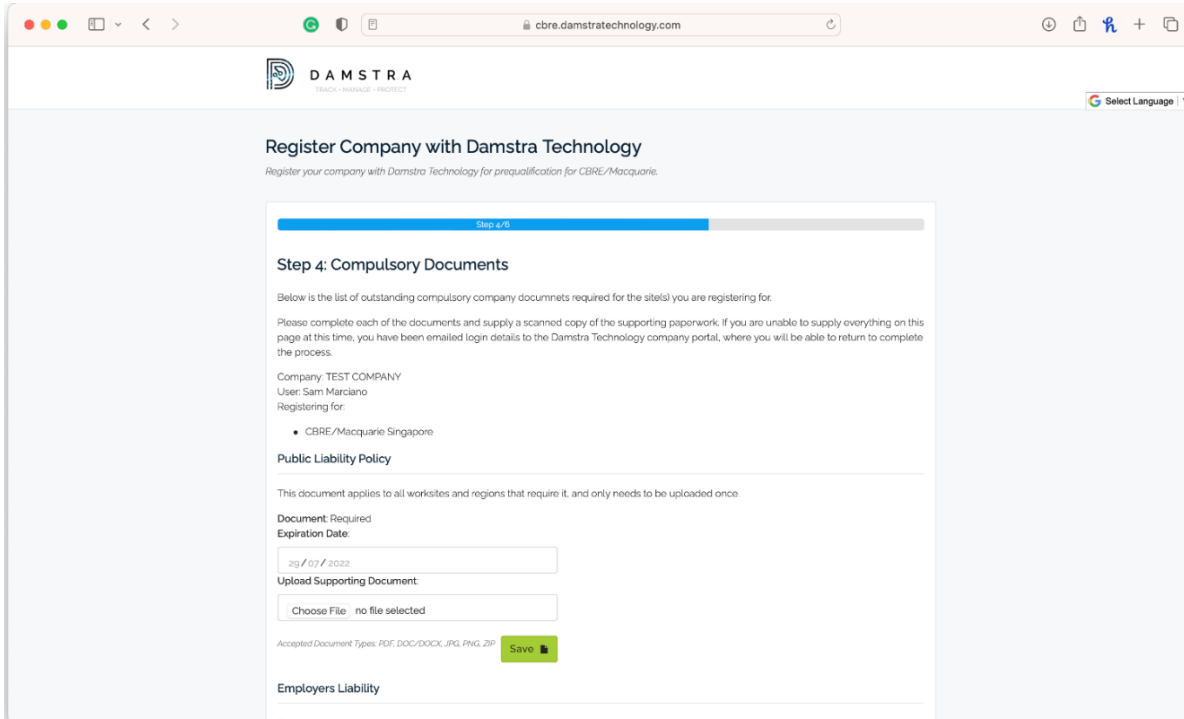 cbre.damstratechnology.com
DAMSTRA
TRACK • MANAGE • PROTECT
Select Language
Register Company with Damstra Technology
Register your company with Damstra Technology for prequalification for CBRE/Macquarie.
Step 4/6
Step 4: Compulsory Documents
Below is the list of outstanding compulsory company documnets required for the site(s) you are registering for.
Please complete each of the documents and supply a scanned copy of the supporting paperwork. If you are unable to supply everything on this
page at this time, you have been emailed login details to the Damstra Technology company portal, where you will be able to return to complete
the process.
Company: TEST COMPANY
User: Sam Marciano
Registering for:
• CBRE/Macquarie Singapore
Public Liability Policy
This document applies to all worksites and regions that require it, and only needs to be uploaded once.
Document: Required
Expiration Date:
29/07/2022
Upload Supporting Document:
Choose File no file selected
Accepted Document Types: PDF, DOC/DOCX, JPG, PNG, ZIP Save
Employers Liability